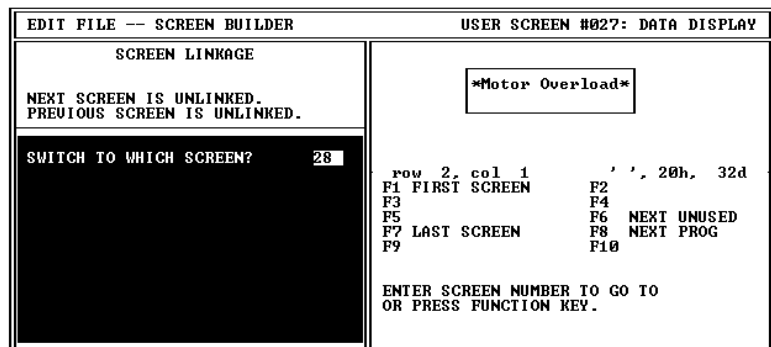 EDIT FILE -- SCREEN BUILDER USER SCREEN #027: DATA DISPLAY
SCREEN LINKAGE
NEXT SCREEN IS UNLINKED.
PREVIOUS SCREEN IS UNLINKED.
SWITCH TO WHICH SCREEN? 28
*Motor Overload*
row 2, col 1 ' ', 20h, 32d
F1 FIRST SCREEN F2
F3 F4
F5 F6 NEXT UNUSED
F7 LAST SCREEN F8 NEXT PROG
F9 F10
ENTER SCREEN NUMBER TO GO TO
OR PRESS FUNCTION KEY.